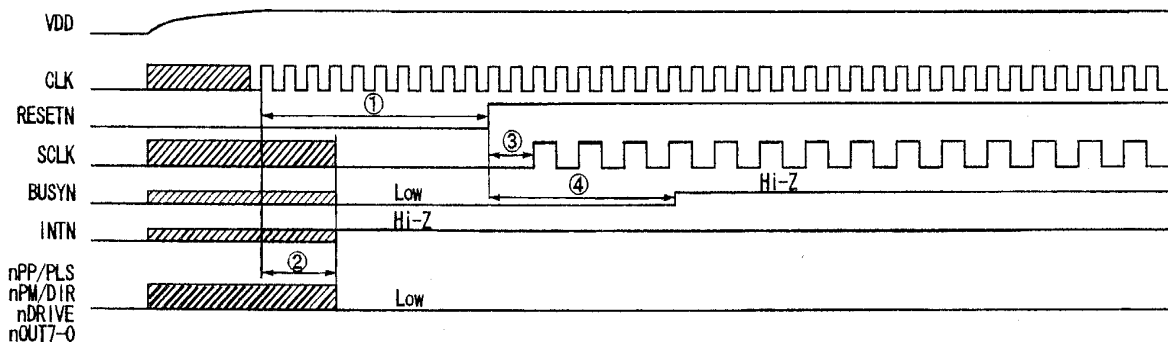 VDD
CLK
①
RESETN
③
SCLK
④
Hi-Z
BUSYN
Low
Hi-Z
INTN
②
nPP/PLS
nPM/DIR
Low
nDRIVE
nOUT7-0